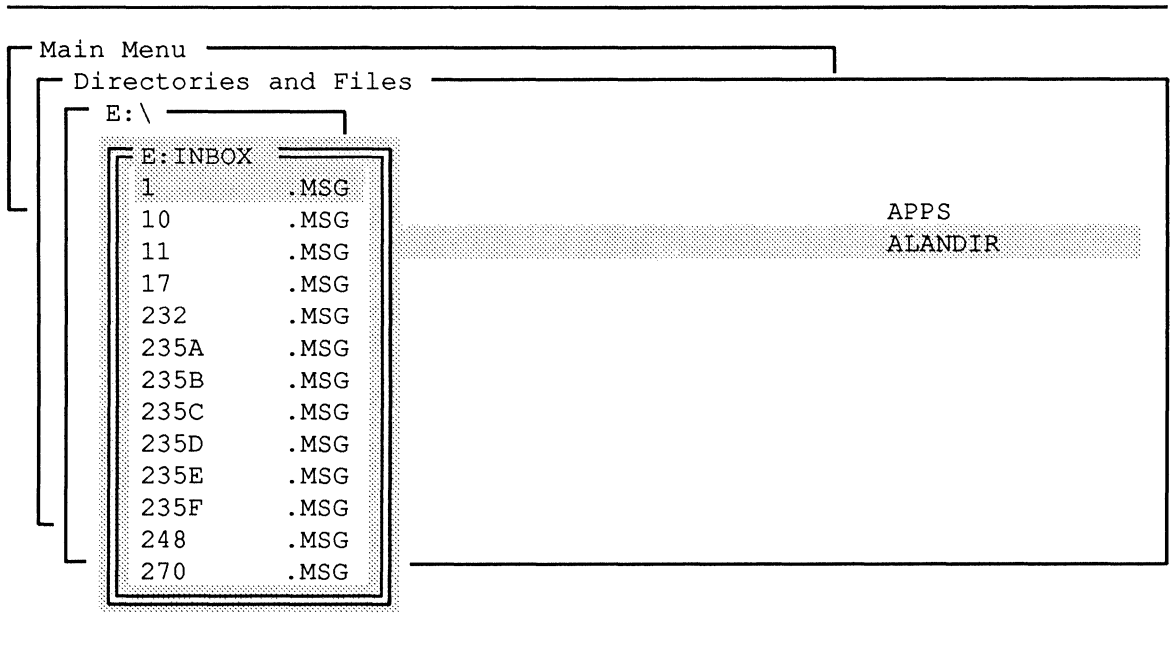 Main Menu
Directories and Files
E:\
E:INBOX
1 .MSG
10 .MSG
11 .MSG
17 .MSG
232 .MSG
235A .MSG
235B .MSG
235C .MSG
235D .MSG
235E .MSG
235F .MSG
248 .MSG
270 .MSG
APPS
ALANDIR